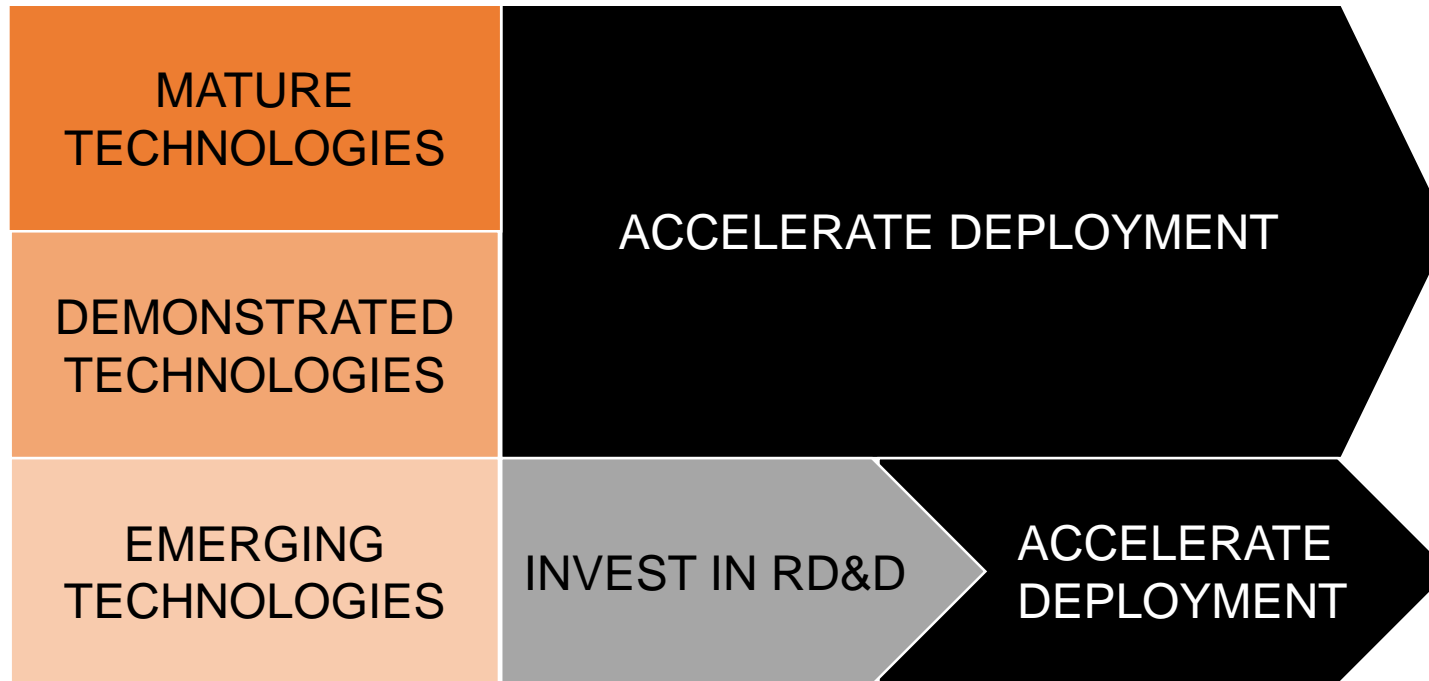 MATURE
TECHNOLOGIES
ACCELERATE DEPLOYMENT
DEMONSTRATED
TECHNOLOGIES
EMERGING
TECHNOLOGIES
INVEST IN RD&D
ACCELERATE
DEPLOYMENT